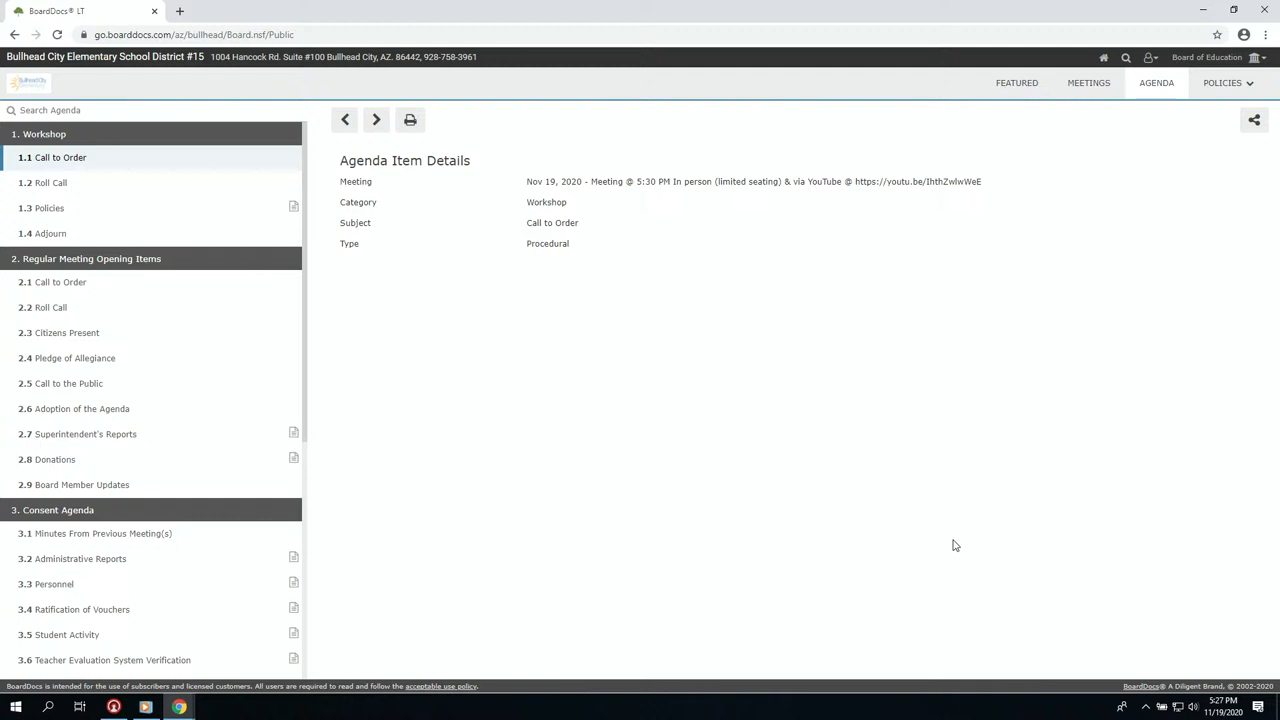 BoardDocs® LT
go.boarddocs.com/az/bullhead/Board.nsf/Public
Bullhead City Elementary School District #15 1004 Hancock Rd. Suite #100 Bullhead City, AZ. 86442, 928-758-3961
Board of Education
Bullhead City
Elementary
FEATURED MEETINGS AGENDA POLICIES
Search Agenda
1. Workshop
1.1 Call to Order
1.2 Roll Call
1.3 Policies
1.4 Adjourn
2. Regular Meeting Opening Items
2.1 Call to Order
2.2 Roll Call
2.3 Citizens Present
2.4 Pledge of Allegiance
2.5 Call to the Public
2.6 Adoption of the Agenda
2.7 Superintendent's Reports
2.8 Donations
2.9 Board Member Updates
3. Consent Agenda
3.1 Minutes From Previous Meeting(s)
3.2 Administrative Reports
3.3 Personnel
3.4 Ratification of Vouchers
3.5 Student Activity
3.6 Teacher Evaluation System Verification
Agenda Item Details
Meeting Nov 19, 2020 - Meeting @ 5:30 PM In person (limited seating) & via YouTube @ https://youtu.be/IhthZwlwWeE
Category Workshop
Subject Call to Order
Type Procedural
BoardDocs is intended for the use of subscribers and licensed customers. All users are required to read and follow the acceptable use policy.
BoardDocs® A Diligent Brand, © 2002-2020
5:27 PM
11/19/2020